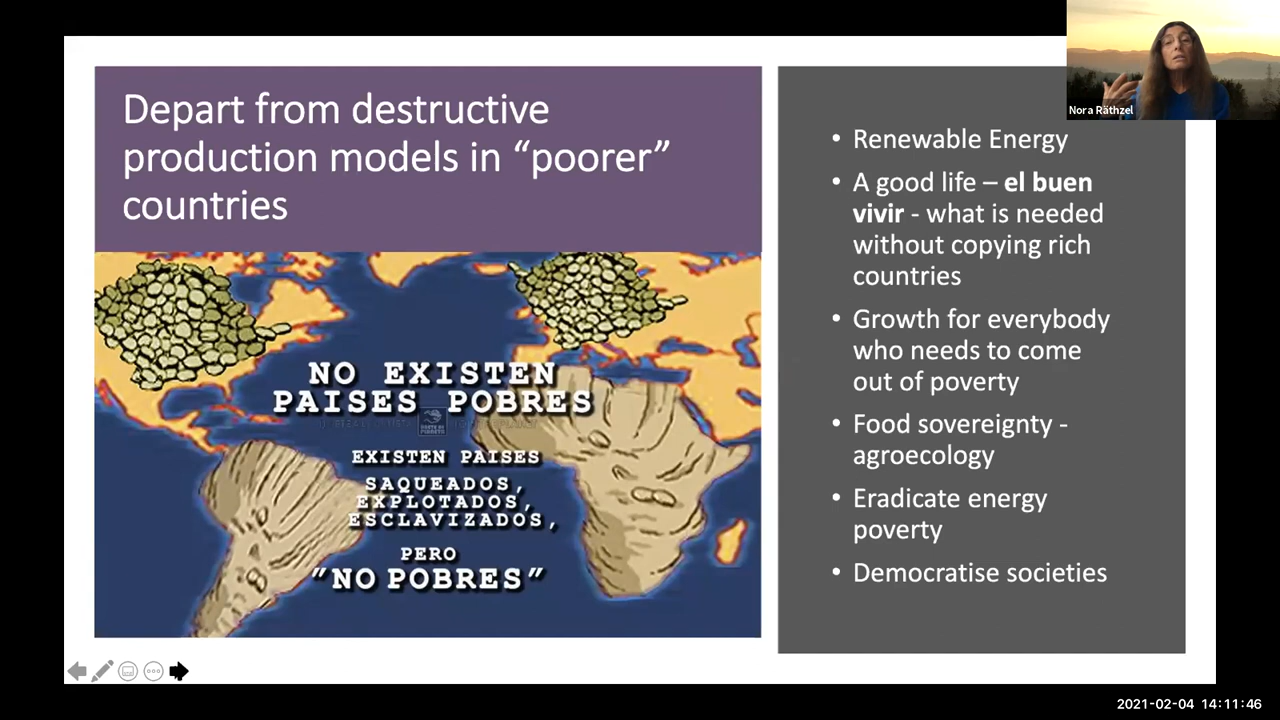 Depart from destructive
production models in “poorer”
countries
NO EXISTEN
PAISES POBRES
EXISTEN PAISES
SAQUEADOS,
EXPLOTADOS,
ESCLAVIZADOS,
PERO
"NO POBRES"
• Renewable Energy
• A good life – el buen
vivir - what is needed
without copying rich
countries
• Growth for everybody
who needs to come
out of poverty
• Food sovereignty -
agroecology
• Eradicate energy
poverty
• Democratise societies
Nora Räthzel
2021-02-04 14:11:46